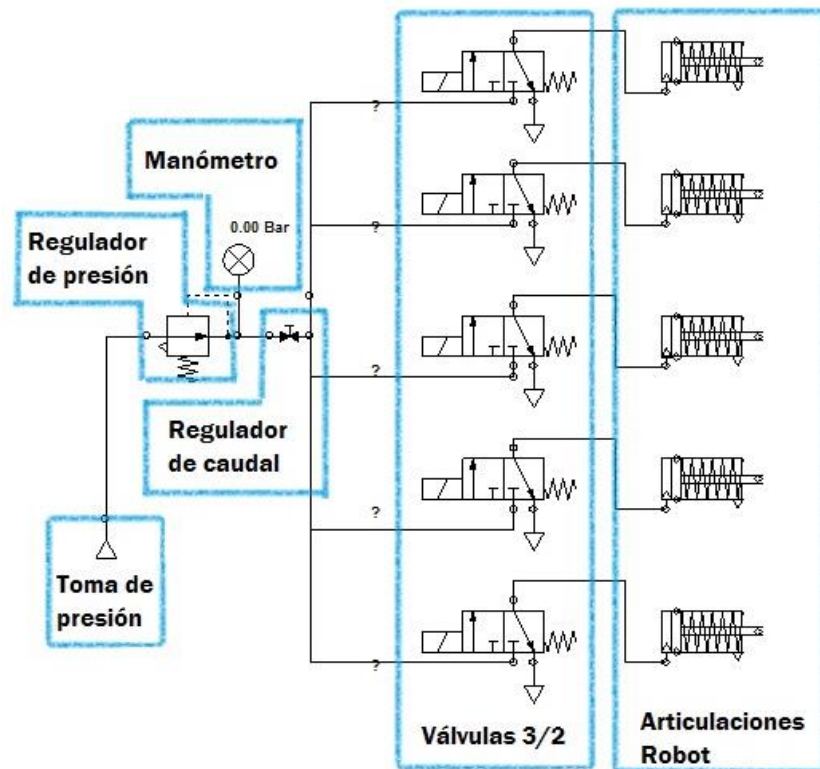 Manómetro
0.00 Bar
Regulador
de presión
Regulador
de caudal
Toma de
presión
?
?
?
?
?
Válvulas 3/2
Articulaciones
Robot